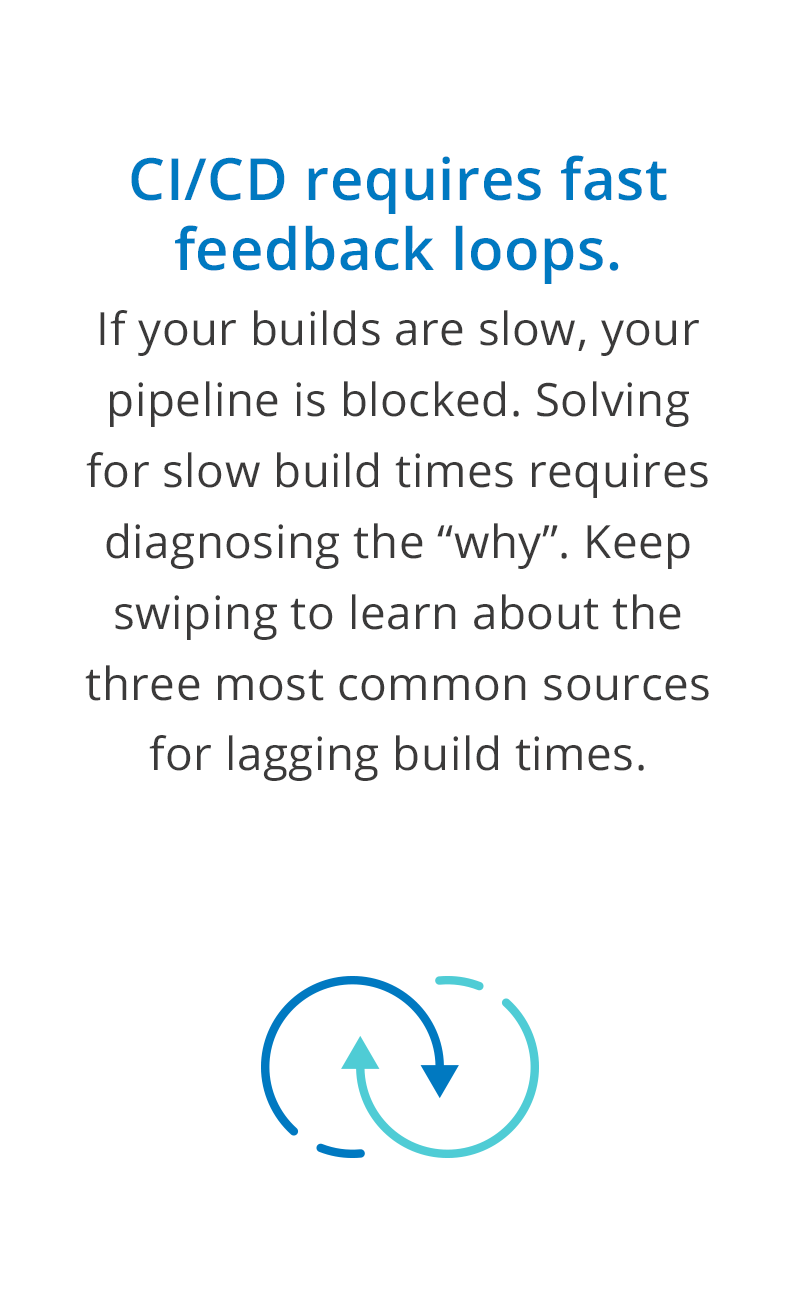 CI/CD requires fast
feedback loops.
If your builds are slow, your
pipeline is blocked. Solving
for slow build times requires
diagnosing the “why”. Keep
swiping to learn about the
three most common sources
for lagging build times.